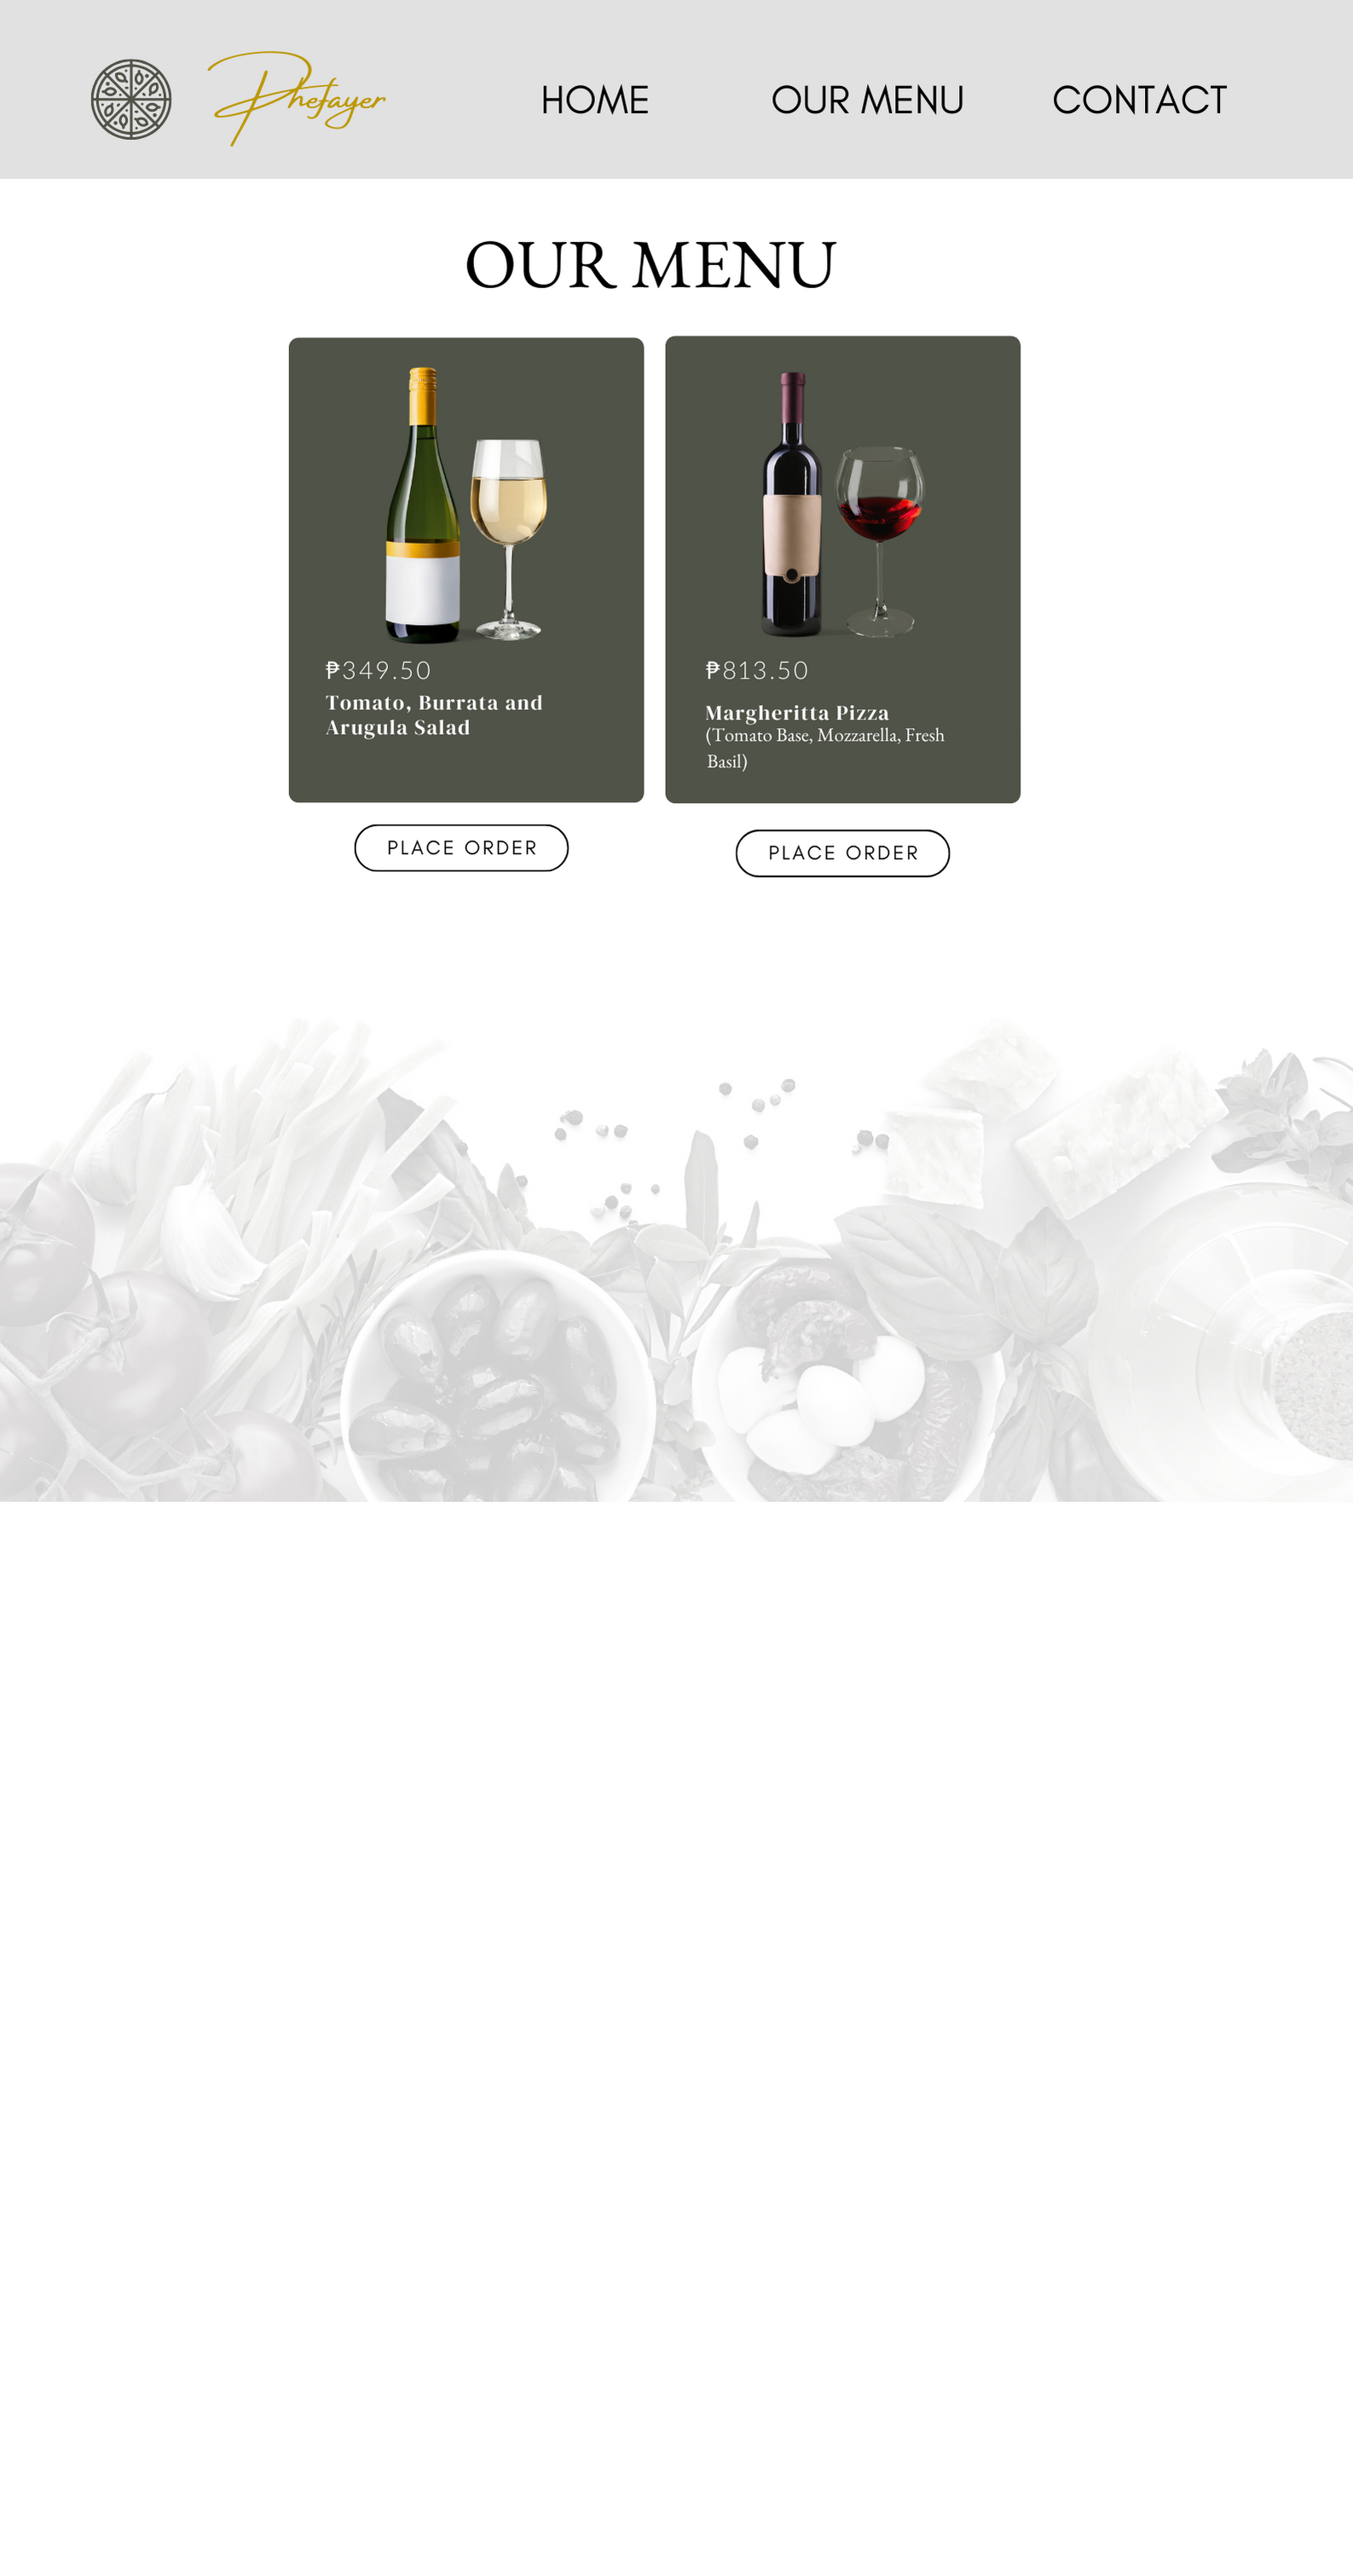 Phefayer
HOME
OUR MENU
CONTACT
OUR MENU
₱349.50
Tomato, Burrata and
Arugula Salad
PLACE ORDER
₱813.50
Margheritta Pizza
(Tomato Base, Mozzarella, Fresh
Basil)
PLACE ORDER